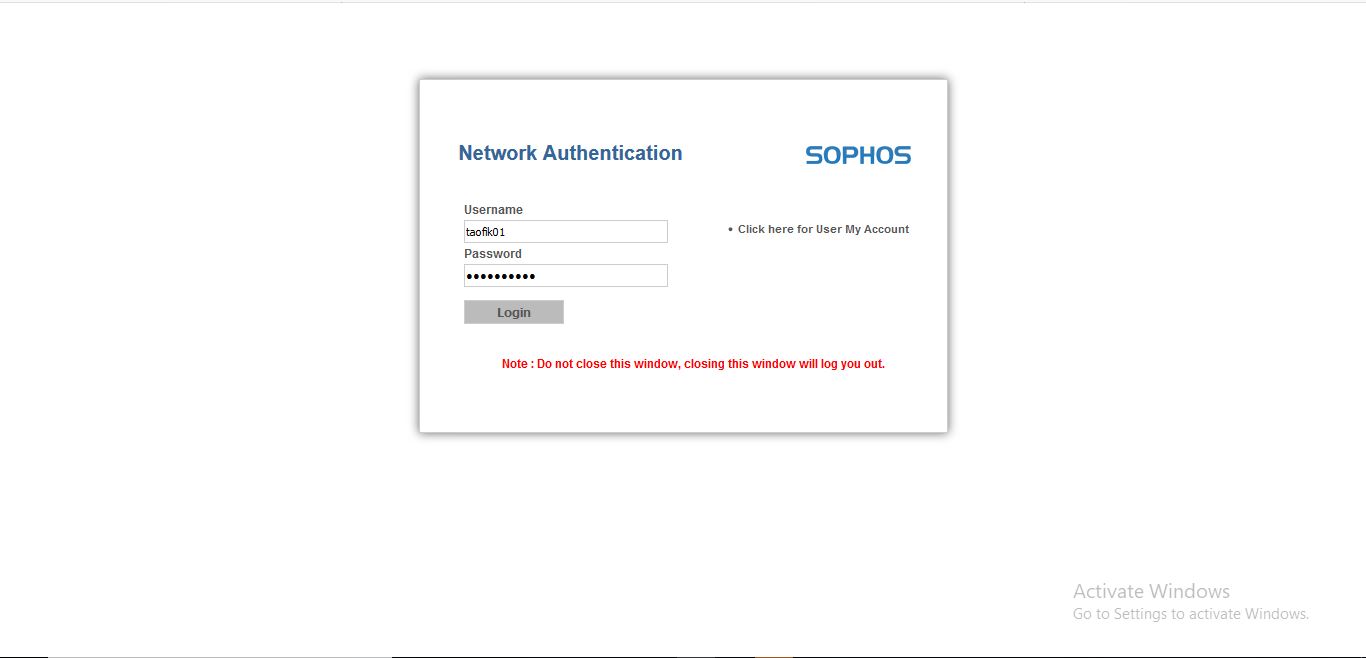 Network Authentication
SOPHOS
Username
taofik01
• Click here for User My Account
Password
••••••••••
Login
Note : Do not close this window, closing this window will log you out.
Activate Windows
Go to Settings to activate Windows.